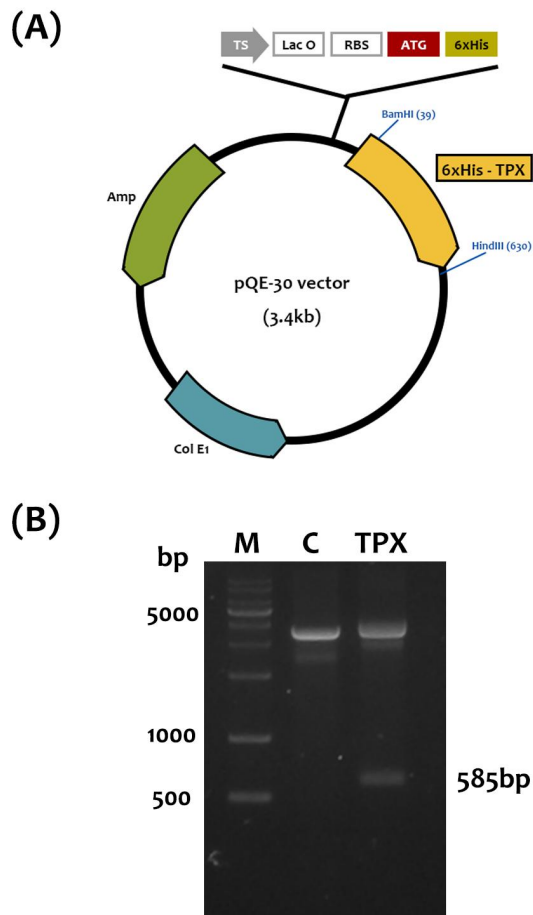 (A)
TS Lac O RBS ATG 6xHis
BamHI (39)
6xHis - TPX
Amp
HindIII (630)
pQE-30 vector
(3.4kb)
Col E1
(B)
bp M C TPX
5000
1000
585bp
500